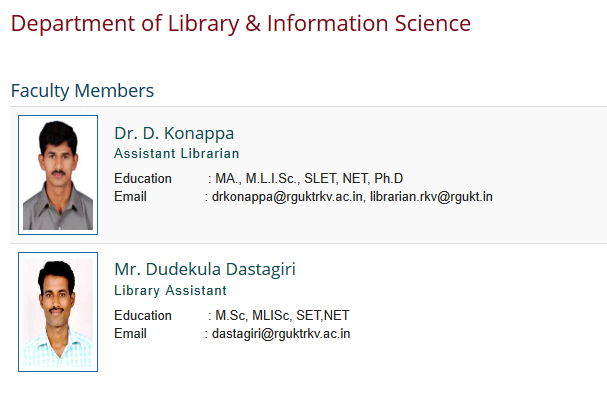 Department of Library & Information Science
Faculty Members
Dr. D. Konappa
Assistant Librarian
Education : MA., M.L.I.Sc., SLET, NET, Ph.D
Email : drkonappa@rguktrkv.ac.in, librarian.rkv@rgukt.in
Mr. Dudekula Dastagiri
Library Assistant
Education : M.Sc, MLISc, SET,NET
Email : dastagiri@rguktrkv.ac.in